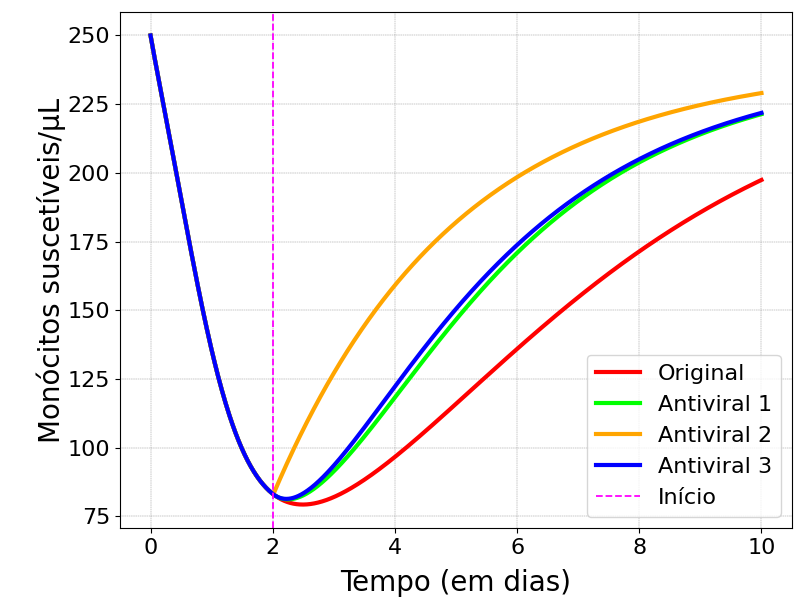 250
225
200
175
150
125
100
75
Monócitos suscetíveis/μL
Original
Antiviral 1
Antiviral 2
Antiviral 3
Início
0 2 4 6 8 10
Tempo (em dias)